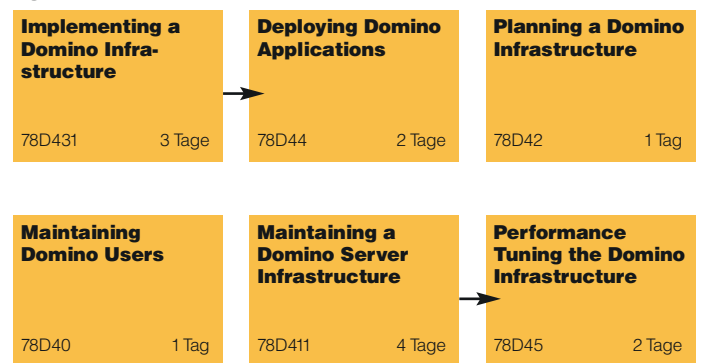 Implementing a
Domino Infra-
structure
78D431 3 Tage
Deploying Domino
Applications
78D44 2 Tage
Planning a Domino
Infrastructure
78D42 1 Tag
Maintaining
Domino Users
78D40 1 Tag
Maintaining a
Domino Server
Infrastructure
78D411 4 Tage
Performance
Tuning the Domino
Infrastructure
78D45 2 Tage